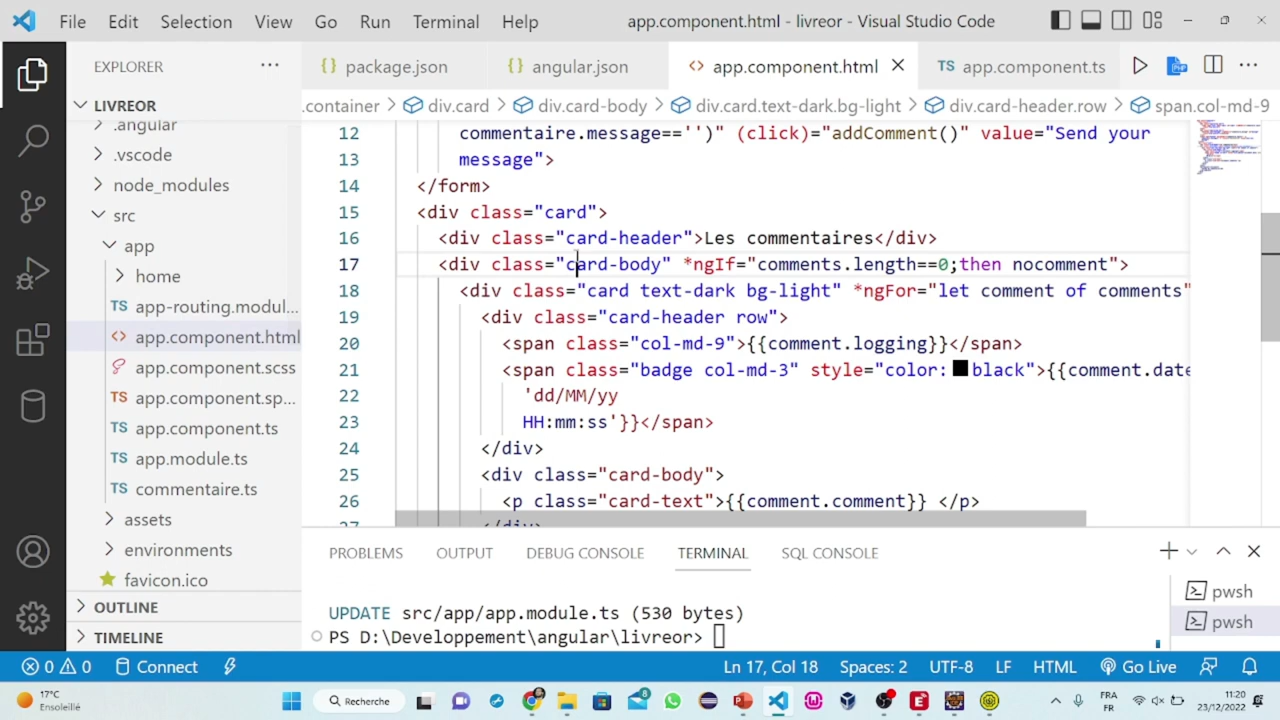 File Edit Selection View Go Run Terminal Help app.component.html - livreor - Visual Studio Code
EXPLORER
package.json angular.json app.component.html app.component.ts
.container > div.card > div.card-body > div.card.text-dark.bg-light > div.card-header.row > span.col-md-9
LIVREOR
.angular
.vscode
node_modules
src
app
home
app-routing.modul...
app.component.html
app.component.scss
app.component.sp...
app.component.ts
app.module.ts
commentaire.ts
assets
environments
favicon.ico
OUTLINE
TIMELINE
12 commentaire.message=='')" (click)="addComment()" value="Send your
13 message">
14 </form>
15 <div class="card">
16 <div class="card-header">Les commentaires</div>
17 <div class="card-body" *ngIf="comments.length==0;then nocomment">
18 <div class="card text-dark bg-light" *ngFor="let comment of comments"
19 <div class="card-header row">
20 <span class="col-md-9">{{comment.logging}}</span>
21 <span class="badge col-md-3" style="color:black">{{comment.date
22 'dd/MM/yy
23 HH:mm:ss'}}</span>
24 </div>
25 <div class="card-body">
26 <p class="card-text">{{comment.comment}} </p>
27 </div>
PROBLEMS OUTPUT DEBUG CONSOLE TERMINAL SQL CONSOLE
UPDATE src/app/app.module.ts (530 bytes)
PS D:\Developpement\angular\livreor>
pwsh
pwsh
0 0 Connect Ln 17, Col 18 Spaces: 2 UTF-8 LF HTML Go Live
17°C
Ensoleillé
Recherche
8
FRA
FR
11:20
23/12/2022